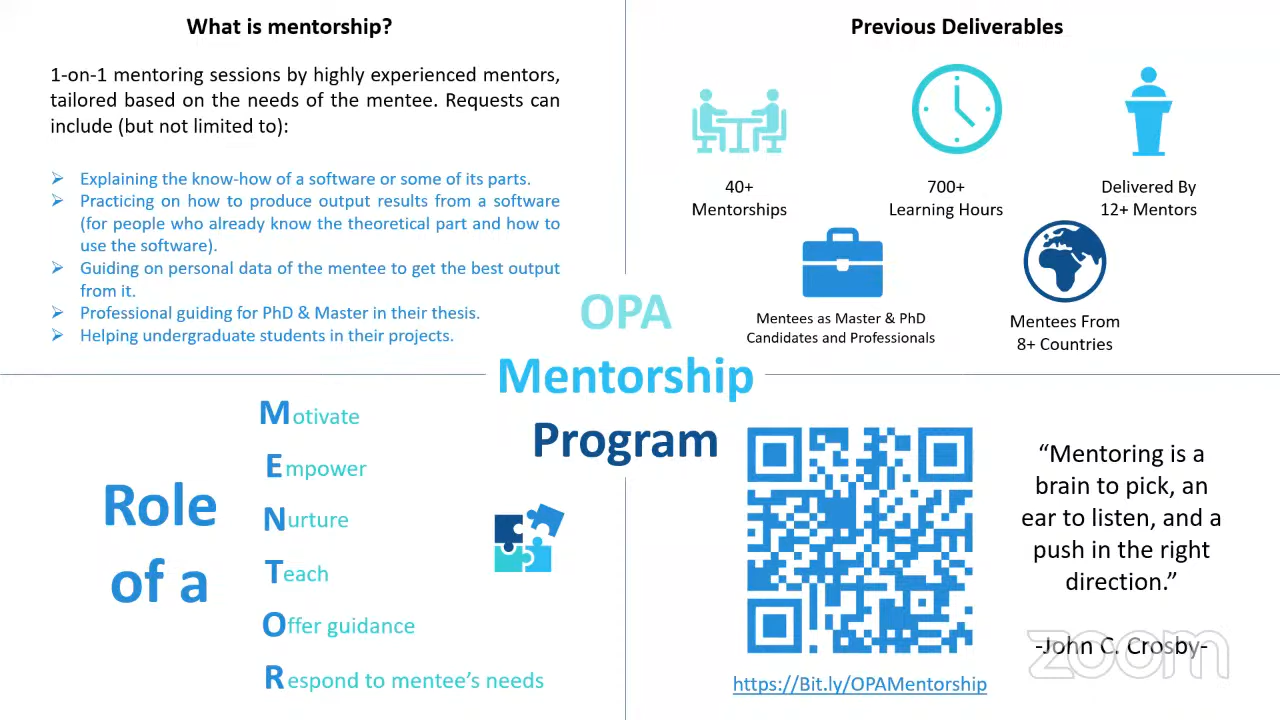 What is mentorship?
1-on-1 mentoring sessions by highly experienced mentors,
tailored based on the needs of the mentee. Requests can
include (but not limited to):
➢ Explaining the know-how of a software or some of its parts.
➢ Practicing on how to produce output results from a software
(for people who already know the theoretical part and how to
use the software).
➢ Guiding on personal data of the mentee to get the best output
from it.
➢ Professional guiding for PhD & Master in their thesis.
➢ Helping undergraduate students in their projects.
Previous Deliverables
40+
Mentorships
700+
Learning Hours
Delivered By
12+ Mentors
Mentees as Master & PhD
Candidates and Professionals
Mentees From
8+ Countries
OPA
Mentorship
Program
Role
of a
Motivate
Empower
Nurture
Teach
Offer guidance
Respond to mentee's needs
https://Bit.ly/OPAMentorship
“Mentoring is a
brain to pick, an
ear to listen, and a
push in the right
direction.”
-John C. Crosby-
zoom